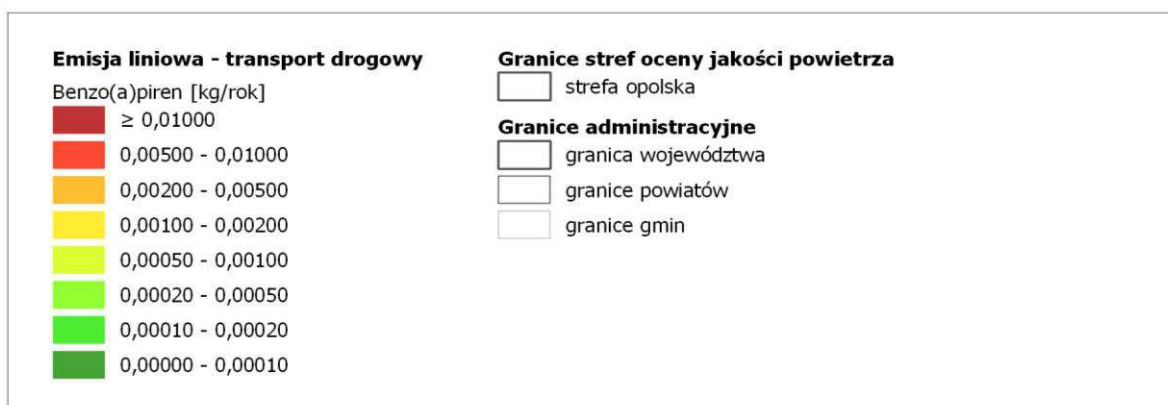 Emisja liniowa - transport drogowy
Benzo(a)piren [kg/rok]
≥ 0,01000
0,00500 - 0,01000
0,00200 - 0,00500
0,00100 - 0,00200
0,00050 - 0,00100
0,00020 - 0,00050
0,00010 - 0,00020
0,00000 - 0,00010
Granice stref oceny jakości powietrza
strefa opolska
Granice administracyjne
granica województwa
granice powiatów
granice gmin